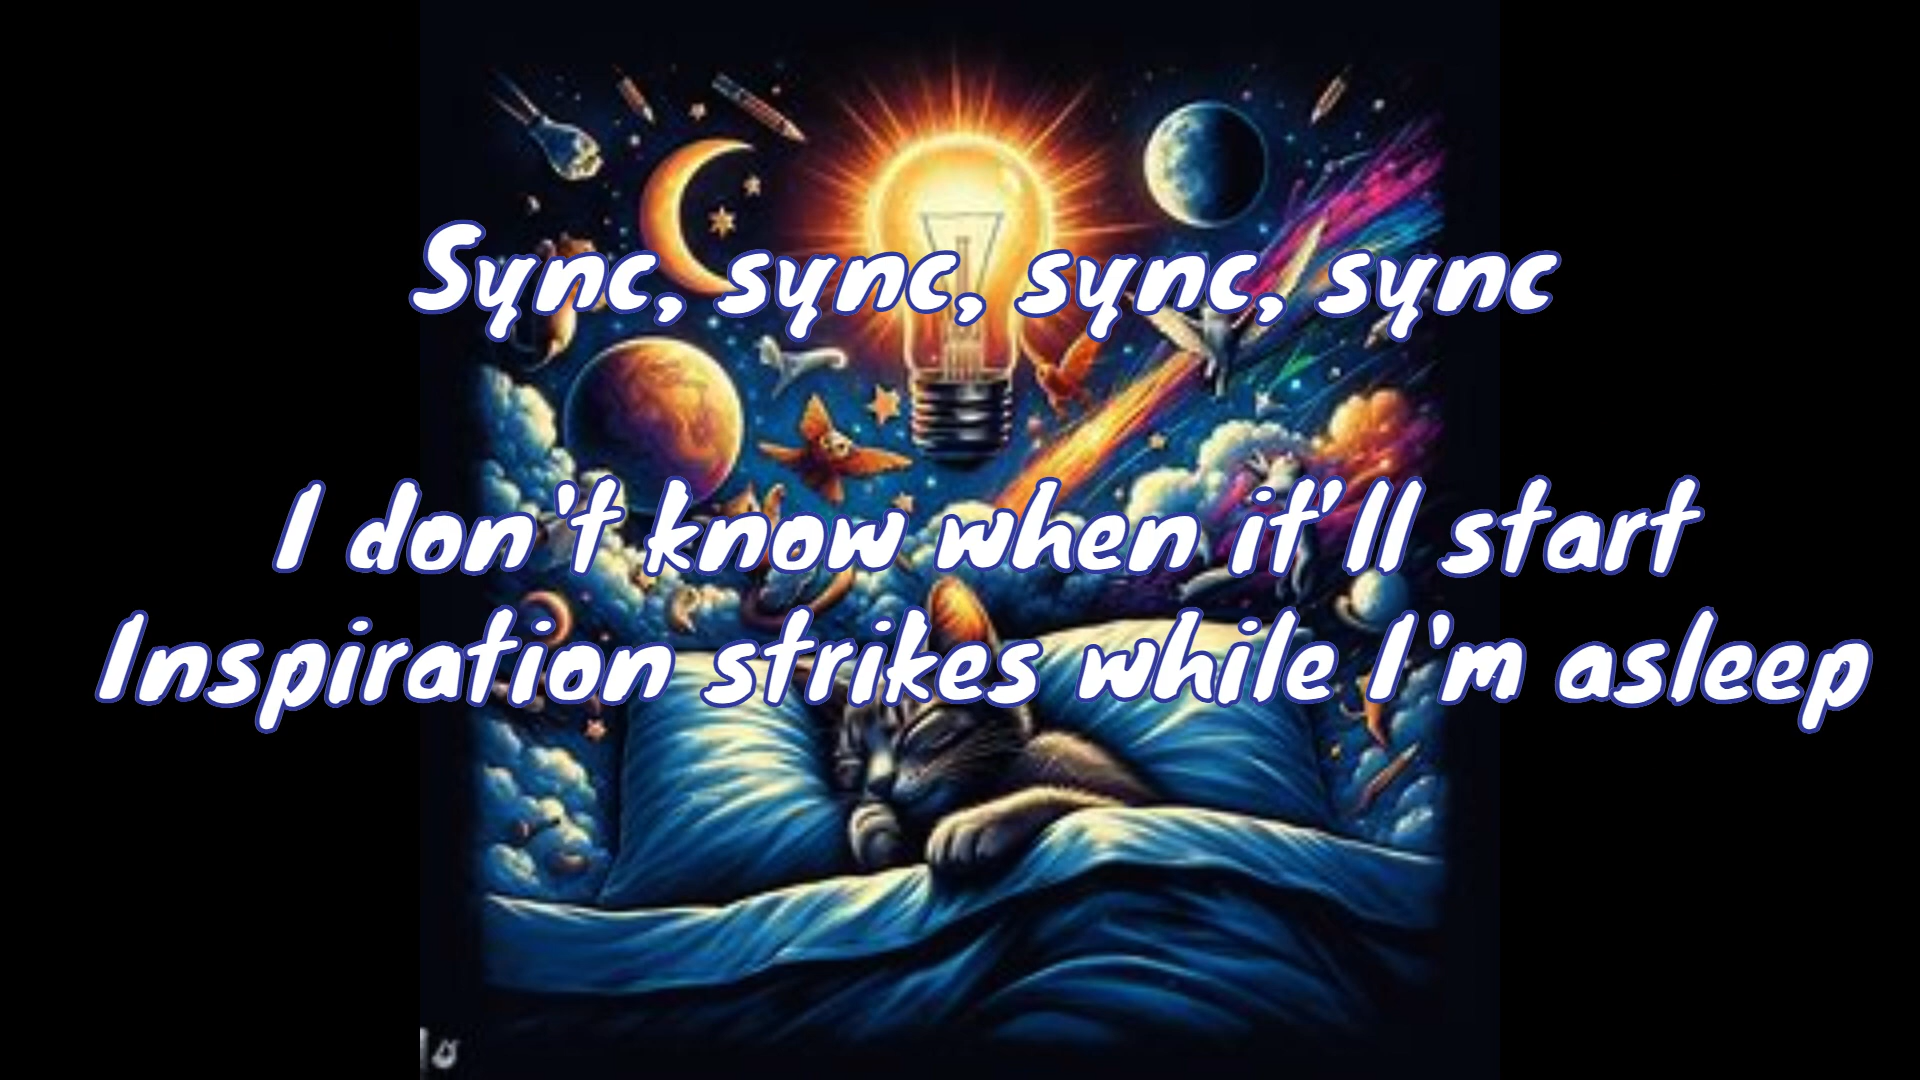 Sync, sync, sync, sync
I don't know when it'll start
Inspiration strikes while I'm asleep